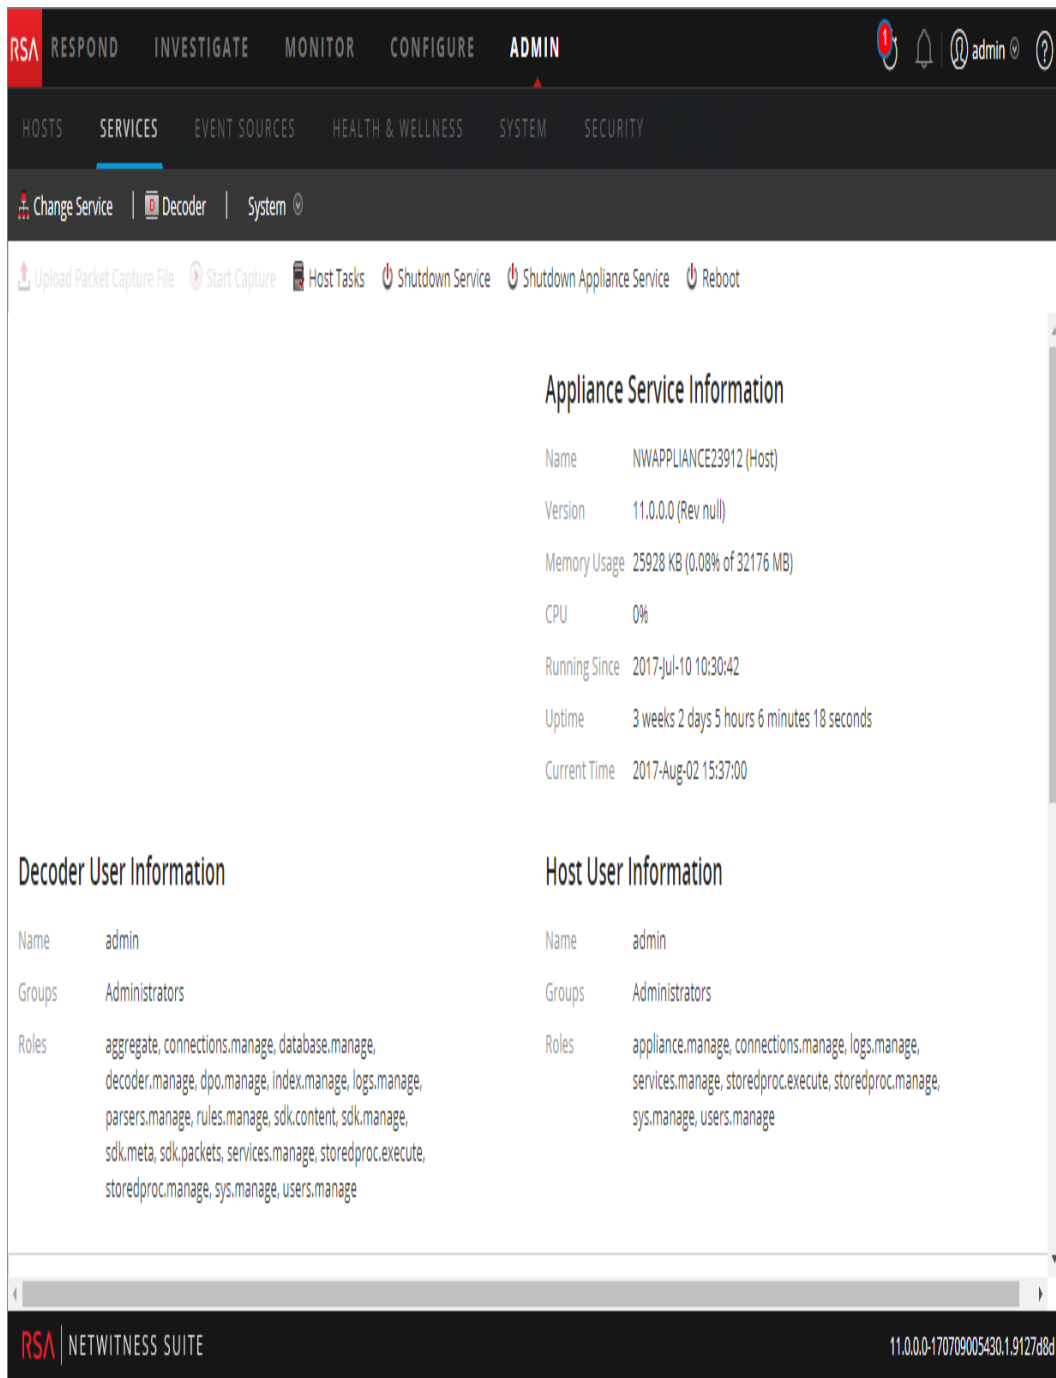 RSA RESPOND INVESTIGATE MONITOR CONFIGURE ADMIN 1 admin ?
HOSTS SERVICES EVENT SOURCES HEALTH & WELLNESS SYSTEM SECURITY
Change Service | D Decoder | System
Upload Packet Capture File Start Capture Host Tasks Shutdown Service Shutdown Appliance Service Reboot
Appliance Service Information
Name NWAPPLIANCE23912 (Host)
Version 11.0.0.0 (Rev null)
Memory Usage 25928 KB (0.08% of 32176 MB)
CPU 0%
Running Since 2017-Jul-10 10:30:42
Uptime 3 weeks 2 days 5 hours 6 minutes 18 seconds
Current Time 2017-Aug-02 15:37:00
Decoder User Information
Name admin
Groups Administrators
Roles aggregate, connections.manage, database.manage,
decoder.manage, dpo.manage, index.manage, logs.manage,
parsers.manage, rules.manage, sdk.content, sdk.manage,
sdk.meta, sdk.packets, services.manage, storedproc.execute,
storedproc.manage, sys.manage, users.manage
Host User Information
Name admin
Groups Administrators
Roles appliance.manage, connections.manage, logs.manage,
services.manage, storedproc.execute, storedproc.manage,
sys.manage, users.manage
RSA | NETWITNESS SUITE
11.0.0.0-170709005430.1.9127d8d